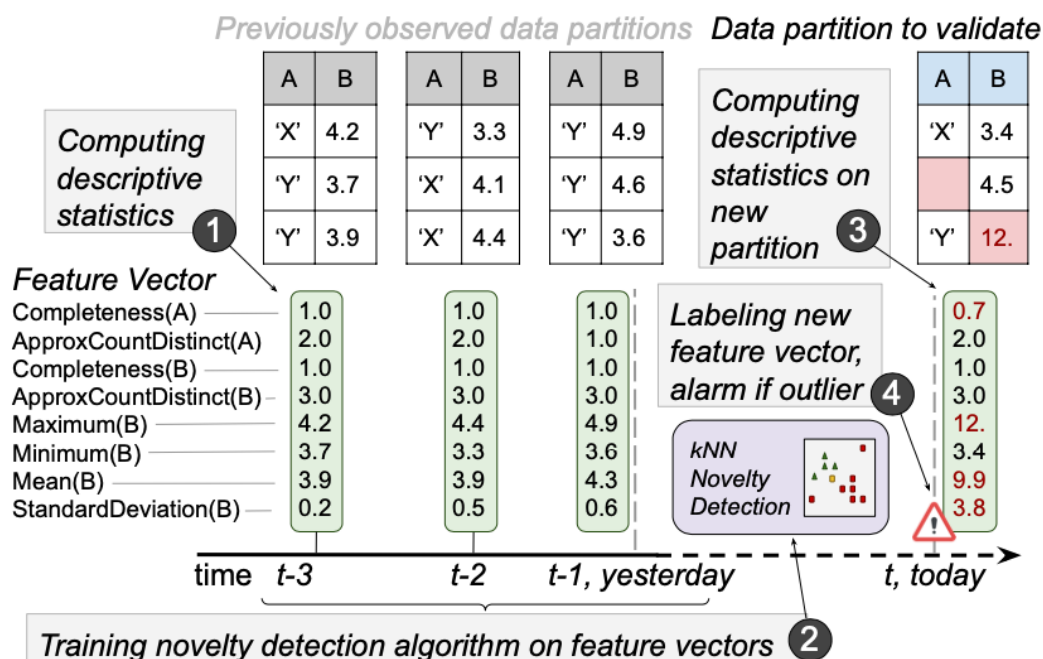 Previously observed data partitions
Data partition to validate
A B
'X' 4.2
'Y' 3.7
'Y' 3.9
A B
'Y' 3.3
'X' 4.1
'X' 4.4
A B
'Y' 4.9
'Y' 4.6
'Y' 3.6
A B
'X' 3.4
4.5
'Y' 12.
Computing
descriptive
statistics
1
Computing
descriptive
statistics on
new
partition
3
Feature Vector
Completeness(A) 1.0 1.0 1.0 0.7
ApproxCountDistinct(A) 2.0 2.0 1.0 2.0
Completeness(B) 1.0 1.0 1.0 1.0
ApproxCountDistinct(B) 3.0 3.0 3.0 3.0
Maximum(B) 4.2 4.4 4.9 12.
Minimum(B) 3.7 3.3 3.6 3.4
Mean(B) 3.9 3.9 4.3 9.9
StandardDeviation(B) 0.2 0.5 0.6 3.8
Labeling new
feature vector,
alarm if outlier
4
kNN
Novelty
Detection
!
time t-3 t-2 t-1, yesterday t, today
Training novelty detection algorithm on feature vectors
2